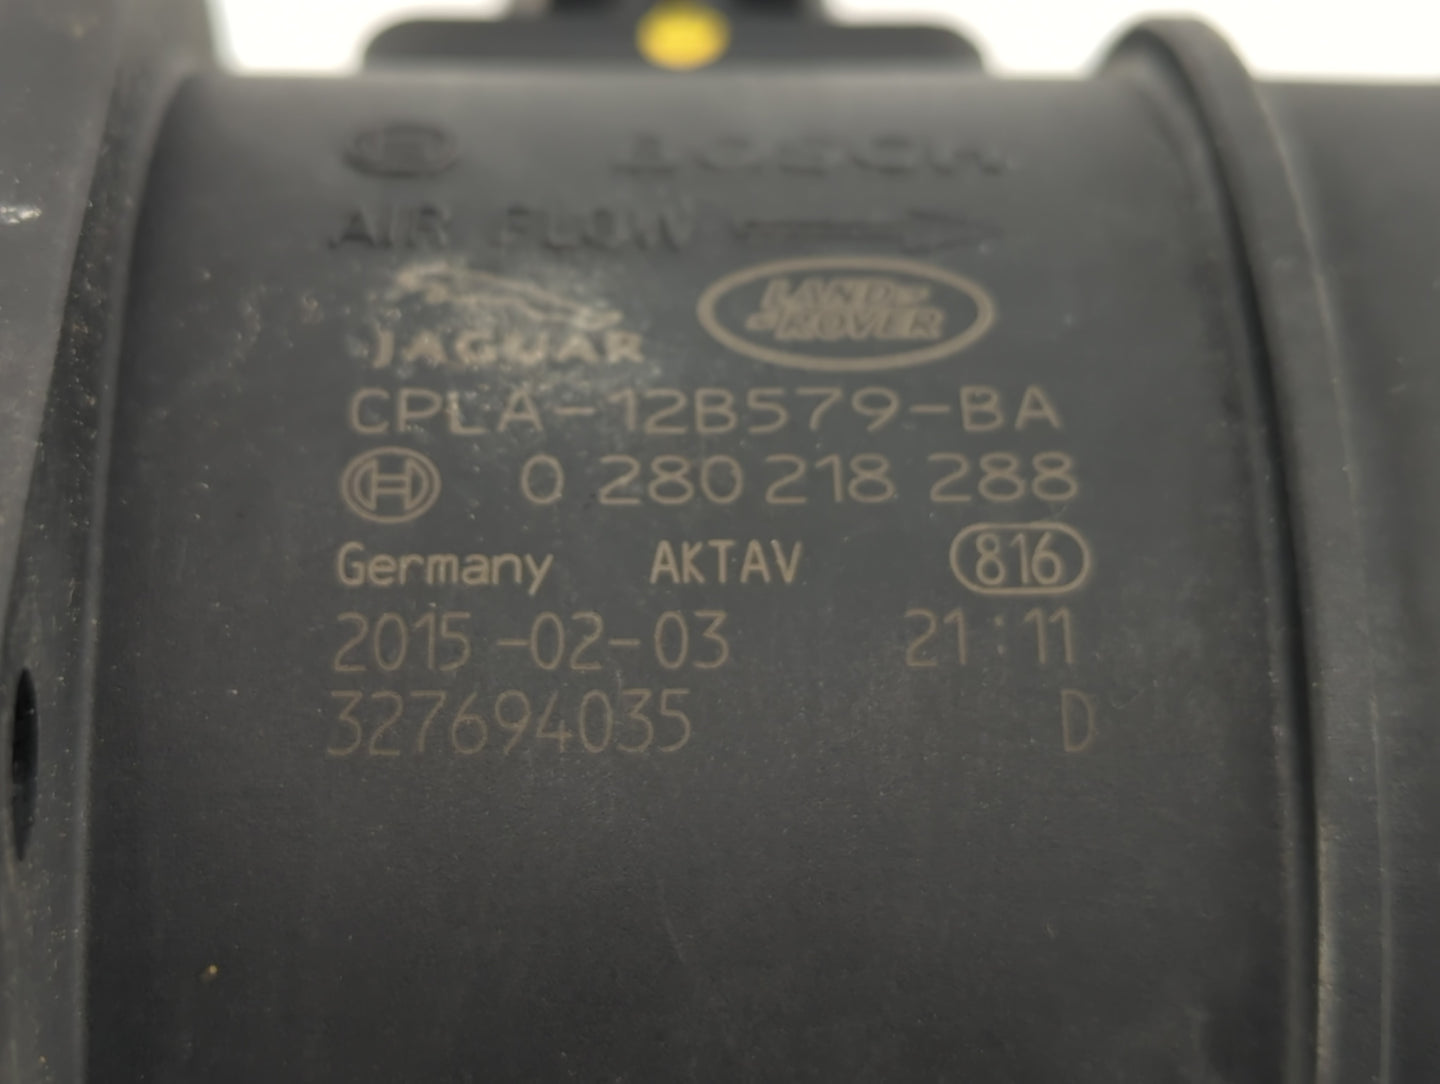 BOSCH
AIR FLOW
JAGUAR LAND ROVER
CPLA-12B579-BA
0 280 218 288
Germany AKTAV 816
2015-02-03 21:11
327694035 D